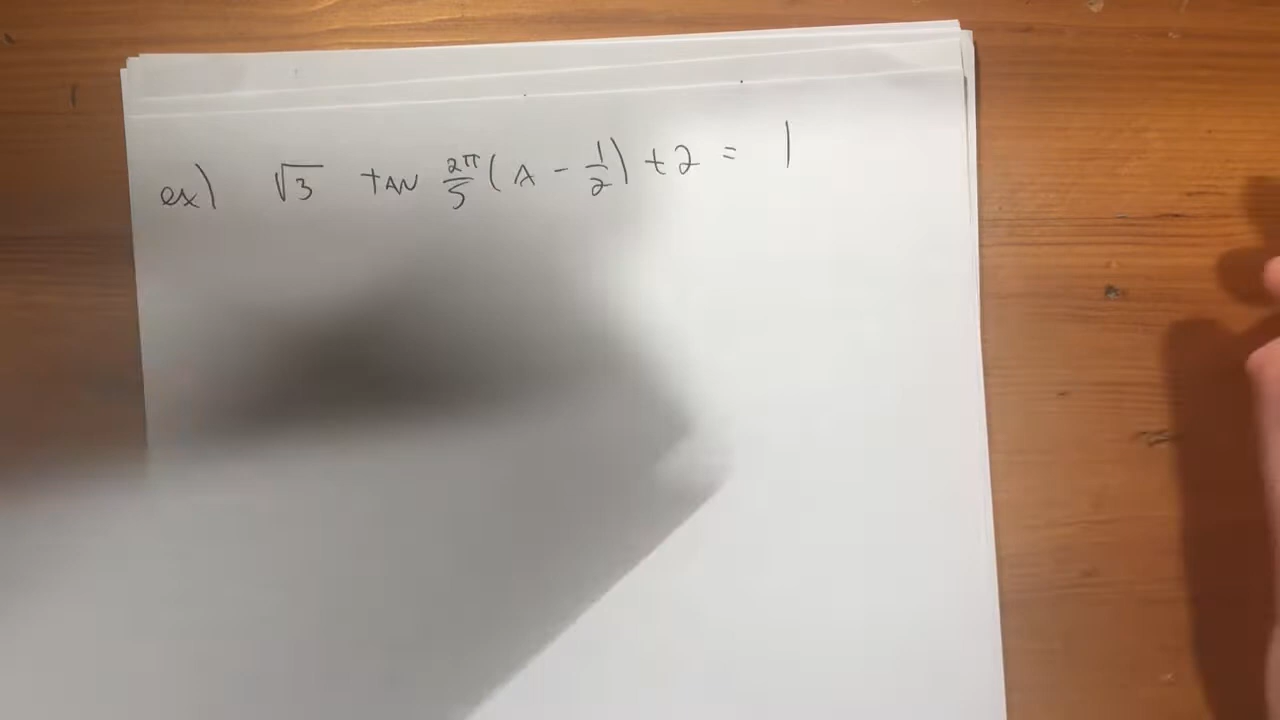 ex) √3 tan 2π/5 (A - 1/2) + 2 = 1